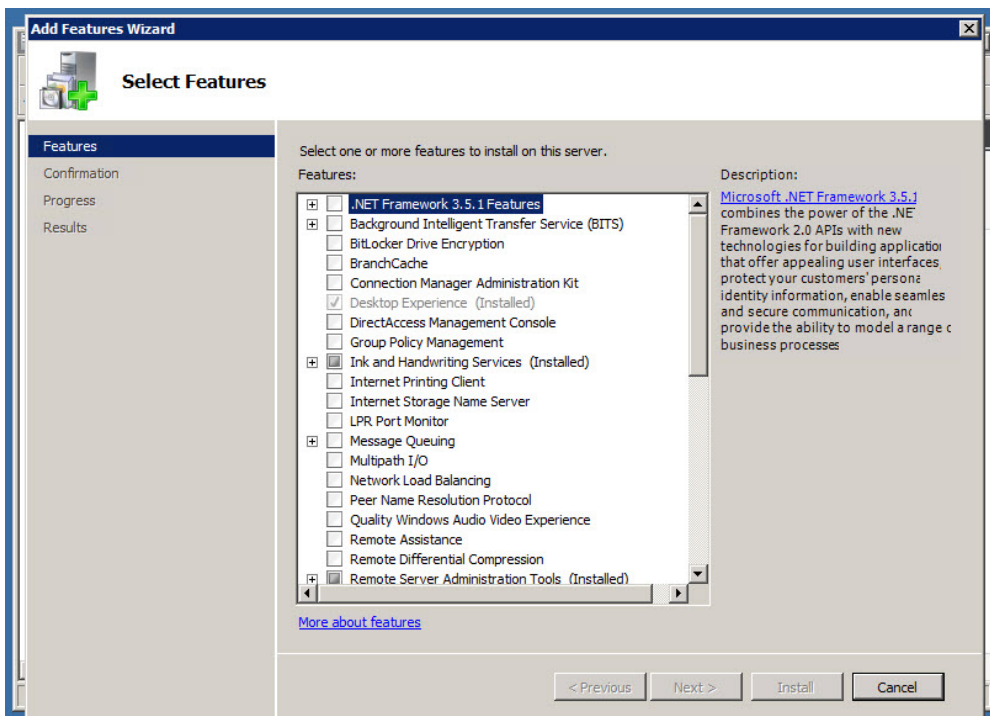 Add Features Wizard
Select Features
Features
Confirmation
Progress
Results
Select one or more features to install on this server.
Features:
.NET Framework 3.5.1 Features
Background Intelligent Transfer Service (BITS)
BitLocker Drive Encryption
BranchCache
Connection Manager Administration Kit
Desktop Experience (Installed)
DirectAccess Management Console
Group Policy Management
Ink and Handwriting Services (Installed)
Internet Printing Client
Internet Storage Name Server
LPR Port Monitor
Message Queuing
Multipath I/O
Network Load Balancing
Peer Name Resolution Protocol
Quality Windows Audio Video Experience
Remote Assistance
Remote Differential Compression
Remote Server Administration Tools (Installed)
More about features
Description:
Microsoft .NET Framework 3.5.1
combines the power of the .NE
Framework 2.0 APIs with new
technologies for building application
that offer appealing user interfaces,
protect your customers' persona
identity information, enable seamles
and secure communication, and
provide the ability to model a range o
business processes
< Previous
Next >
Install
Cancel